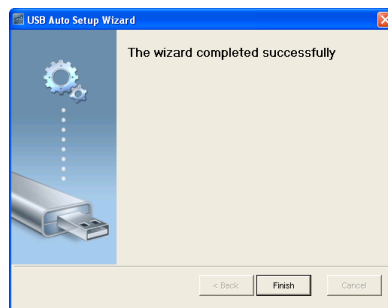 USB Auto Setup Wizard
The wizard completed successfully
< Back
Finish
Cancel